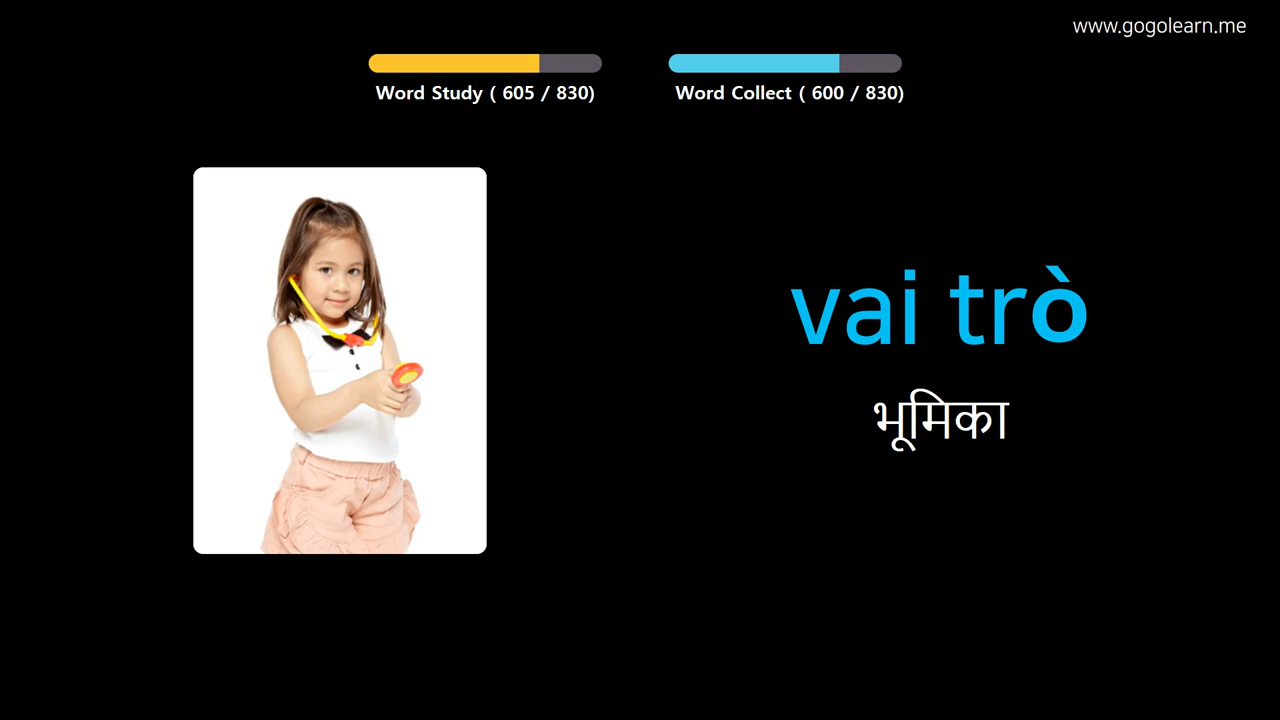 www.gogolearn.me
Word Study ( 605 / 830)
Word Collect ( 600 / 830)
vai trò
भूमिका